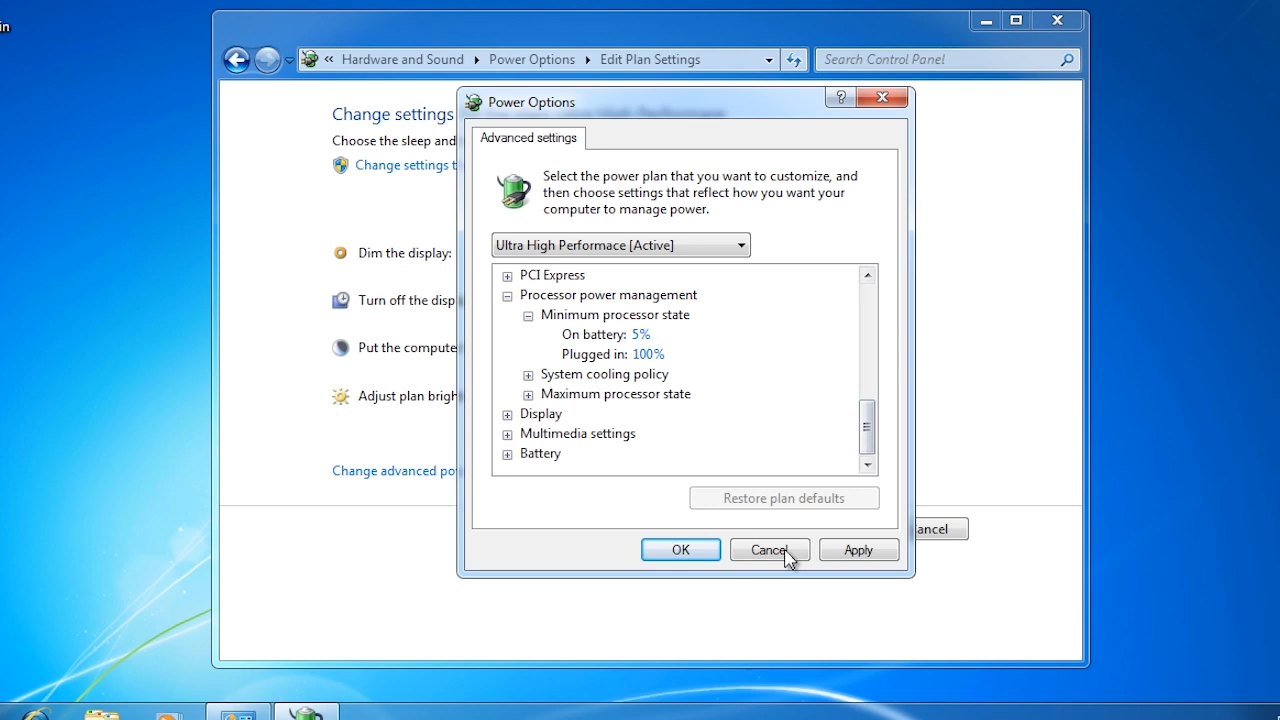 in
« Hardware and Sound ▸ Power Options ▸ Edit Plan Settings
Search Control Panel
Change settings
Choose the sleep and
Change settings t
Dim the display:
Turn off the disp
Put the compute
Adjust plan brigh
Change advanced po
ancel
Power Options
?
Advanced settings
Select the power plan that you want to customize, and
then choose settings that reflect how you want your
computer to manage power.
Ultra High Performace [Active]
PCI Express
Processor power management
Minimum processor state
On battery: 5%
Plugged in: 100%
System cooling policy
Maximum processor state
Display
Multimedia settings
Battery
Restore plan defaults
OK
Cancel
Apply